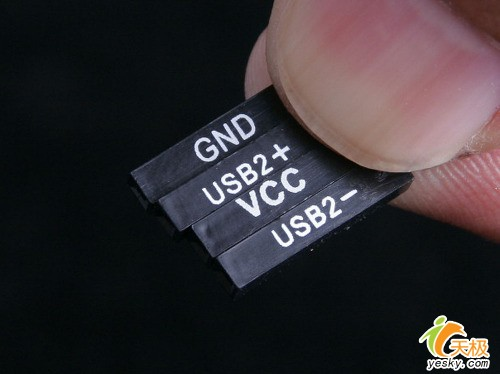 GND
USB2+
VCC
USB2-
天极
yesky.com